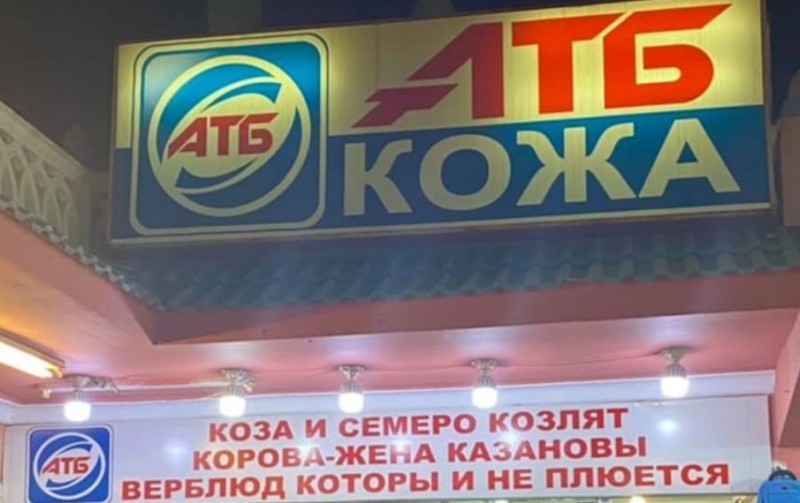 АТБ
АТБ
КОЖА
КОЗА И СЕМЕРО КОЗЛЯТ
КОРОВА-ЖЕНА КАЗАНОВЫ
АТБ
ВЕРБЛЮД КОТОРЫ И НЕ ПЛЮЕТСЯ